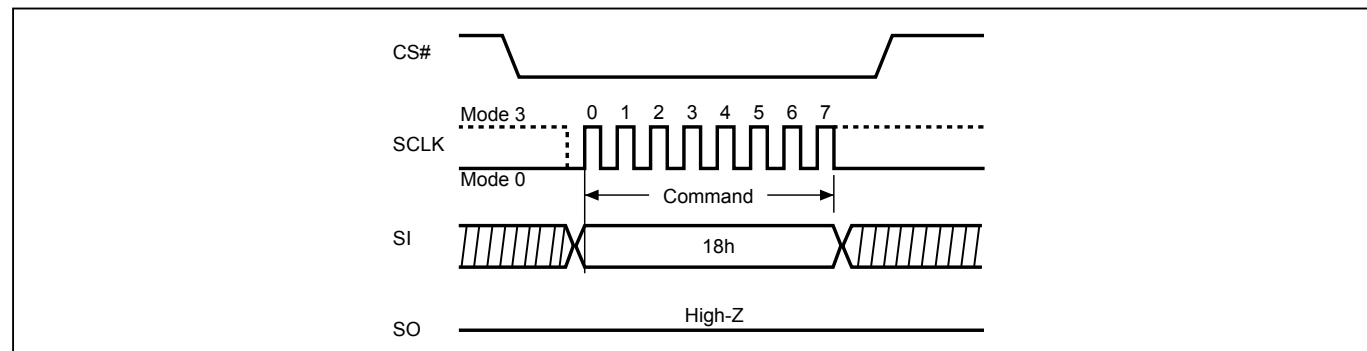 CS#
Mode 3
0 1 2 3 4 5 6 7
SCLK
Mode 0
Command
SI
18h
High-Z
SO